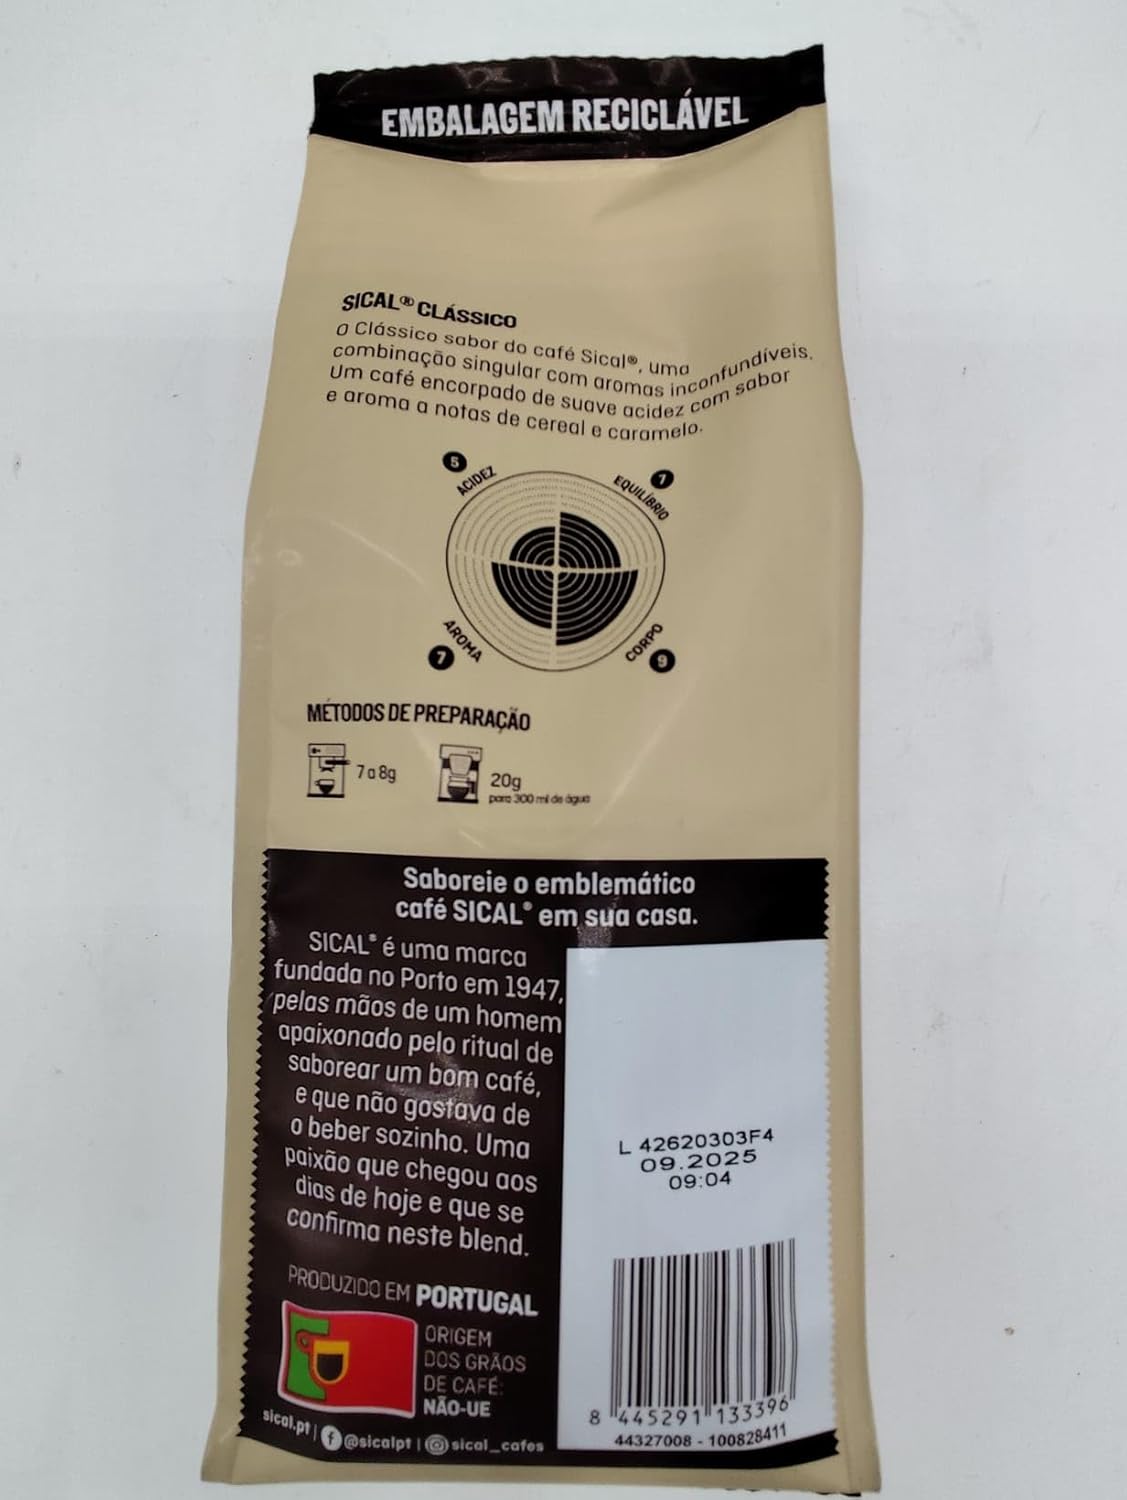 EMBALAGEM RECICLÁVEL
SICAL® CLÁSSICO
O Clássico sabor do café Sical®, uma
combinação singular com aromas inconfundíveis.
Um café encorpado de suave acidez com sabor
e aroma a notas de cereal e caramelo.
5 ACIDEZ
EQUILÍBRIO 7
AROMA 7
CORPO 9
MÉTODOS DE PREPARAÇÃO
7 a 8g
20g
para 300 ml de água
Saboreie o emblemático
café SICAL® em sua casa.
SICAL® é uma marca
fundada no Porto em 1947,
pelas mãos de um homem
apaixonado pelo ritual de
saborear um bom café,
e que não gostava de
o beber sozinho. Uma
paixão que chegou aos
dias de hoje e que se
confirma neste blend.
PRODUZIDO EM PORTUGAL
ORIGEM
DOS GRÃOS
DE CAFÉ:
NÃO-UE
sical.pt | f @sicalpt | sical_cafes
L 42620303F4
09.2025
09:04
8 445291 133396
44327008 - 100828411